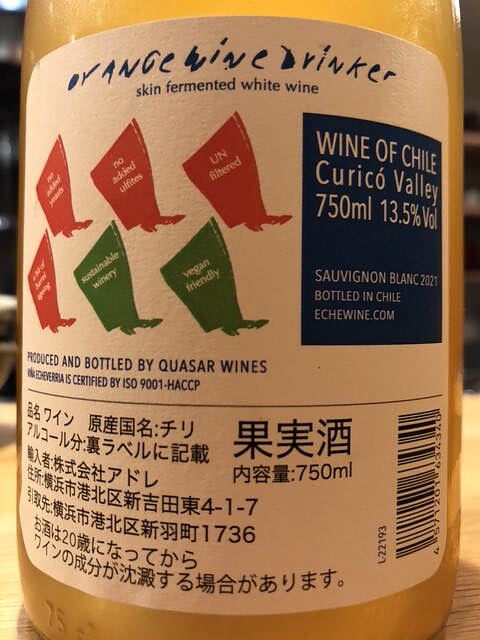 orange wine drinker
skin fermented white wine
no added yeasts
no added ulfites
UN filtered
a bit of barrel ageing
sustainable winery
vegan friendly
WINE OF CHILE
Curicó Valley
750ml 13.5% Vol
SAUVIGNON BLANC 2021
BOTTLED IN CHILE
ECHEWINE.COM
PRODUCED AND BOTTLED BY QUASAR WINES
VIÑA ECHEVERRIA IS CERTIFIED BY ISO 9001-HACCP
品名 ワイン 原産国名:チリ
アルコール分:裏ラベルに記載
果実酒
内容量:750ml
輸入者:株式会社アドレ
住所:横浜市港北区新吉田東4-1-7
引取先:横浜市港北区新羽町1736
お酒は20歳になってから
ワインの成分が沈澱する場合があります。
L-22193